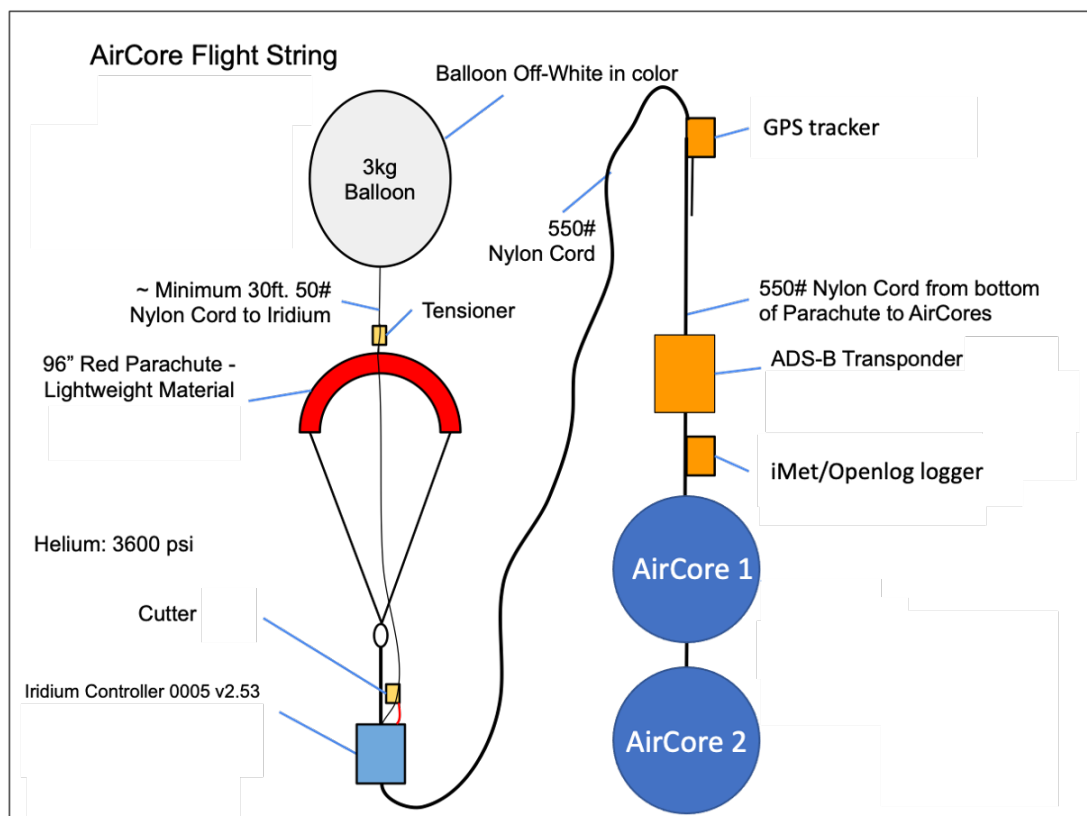 AirCore Flight String
Balloon Off-White in color
3kg
Balloon
~ Minimum 30ft. 50#
Nylon Cord to Iridium
Tensioner
96” Red Parachute -
Lightweight Material
Helium: 3600 psi
Cutter
Iridium Controller 0005 v2.53
550#
Nylon Cord
GPS tracker
550# Nylon Cord from bottom
of Parachute to AirCores
ADS-B Transponder
iMet/Openlog logger
AirCore 1
AirCore 2